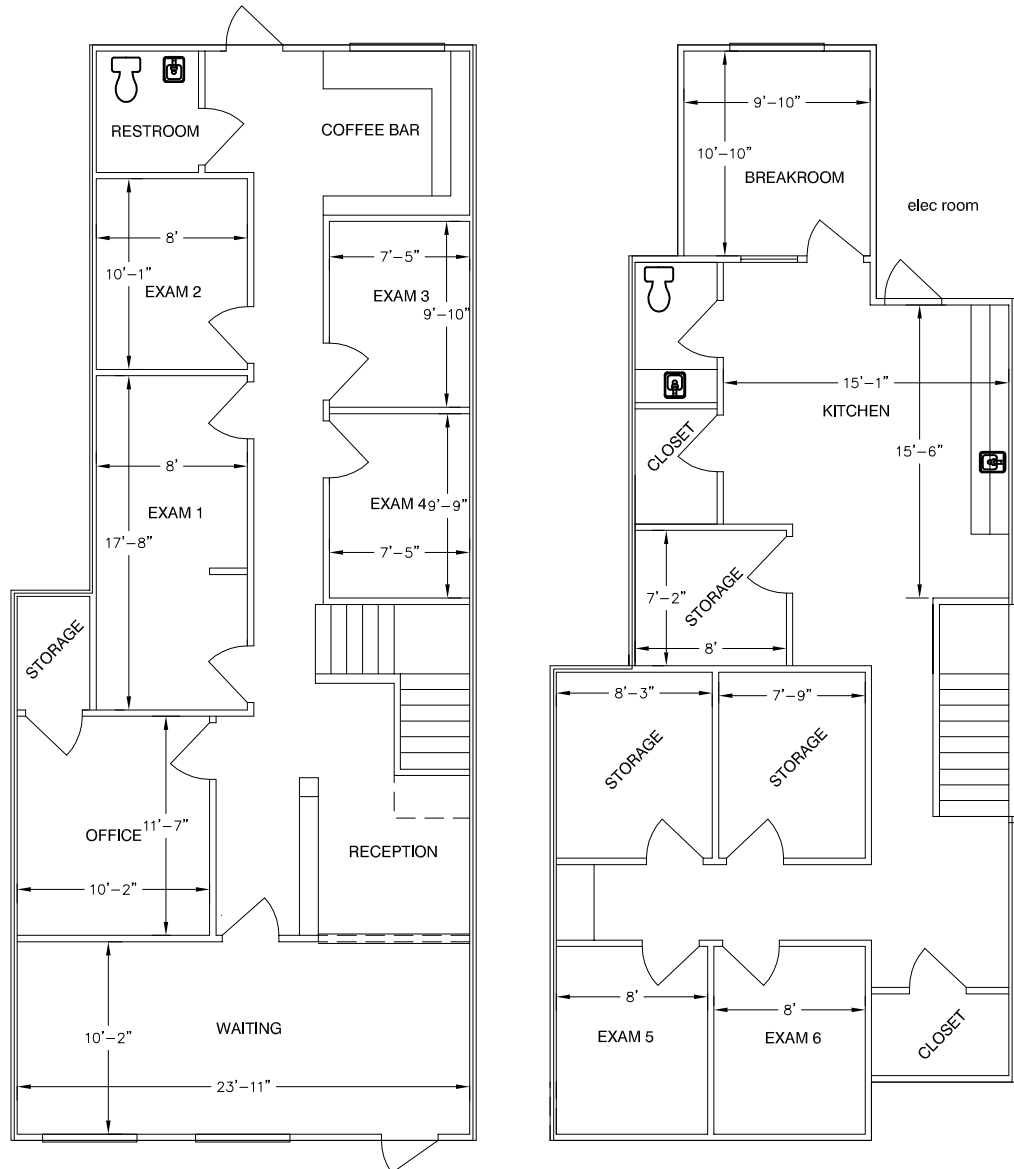 RESTROOM
COFFEE BAR
8’
10’-1”
EXAM 2
7’-5”
EXAM 3
9’-10”
8’
EXAM 1
17’-8”
EXAM 4
9’-9”
7’-5”
STORAGE
OFFICE
11’-7”
10’-2”
RECEPTION
WAITING
10’-2”
23’-11”
9’-10”
10’-10”
BREAKROOM
elec room
15’-1”
KITCHEN
15’-6”
CLOSET
STORAGE
7’-2”
8’
8’-3”
STORAGE
7’-9”
STORAGE
8’
EXAM 5
8’
EXAM 6
CLOSET